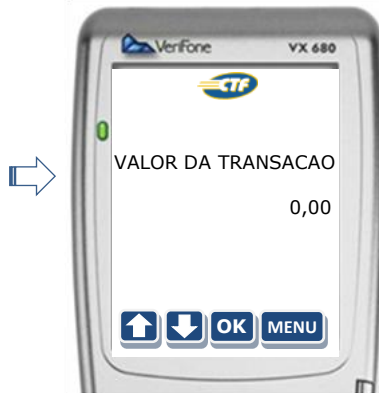 VeriFone VX 680
CTF
VALOR DA TRANSACAO
0,00
OK MENU